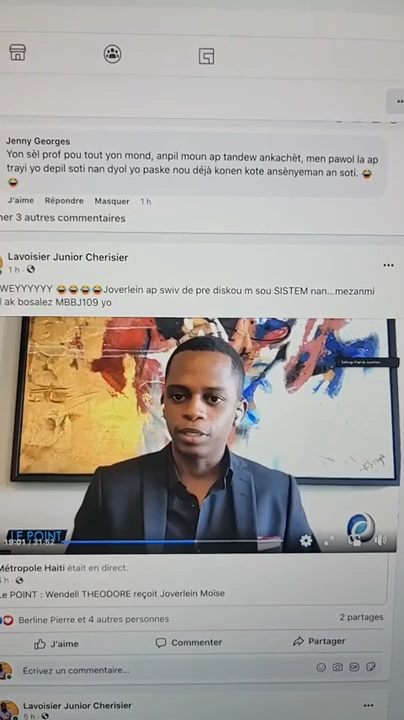 Jenny Georges
Yon sèl prof pou tout yon mond, anpil moun ap tandew ankachèt, men pawol la ap
trayi yo depil soti nan dyol yo paske nou déjà konen kote ansènyeman an soti. 😂
😂
J'aime Répondre Masquer 1 h
her 3 autres commentaires
Lavoisier Junior Cherisier
1 h
WEYYYYYY 😂😂😂😂Joverlein ap swiv de pre diskou m sou SISTEM nan...mezanmi
ak bosalez MBBJ109 yo
LE POINT
19:01 / 31:57
Métropole Haiti était en direct.
h
Le POINT : Wendell THEODORE reçoit Joverlein Moïse
Berline Pierre et 4 autres personnes
2 partages
J'aime
Commenter
Partager
Écrivez un commentaire...
Lavoisier Junior Cherisier
5 h